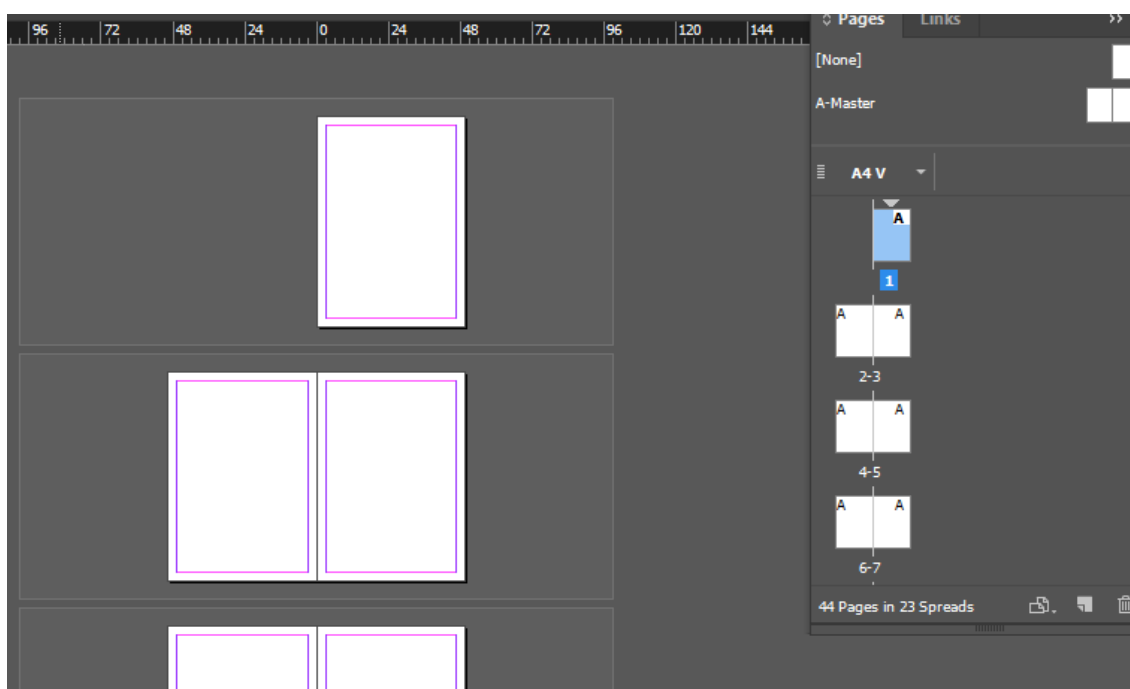 96 72 48 24 0 24 48 72 96 120 144
Pages Links
[None]
A-Master
A4 V
A
1
A A
2-3
A A
4-5
A A
6-7
44 Pages in 23 Spreads